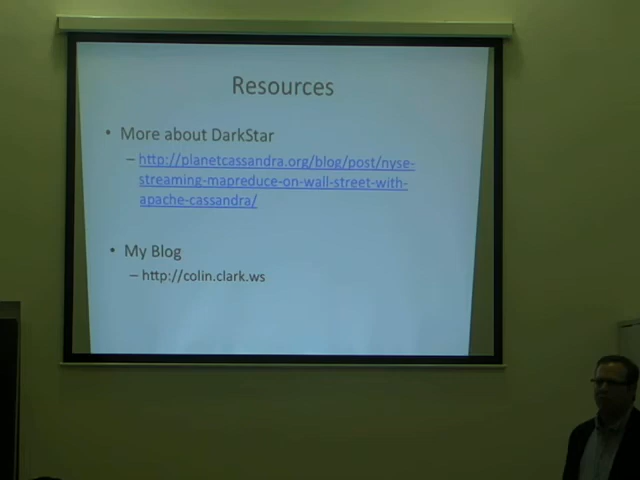 Resources
• More about DarkStar
– http://planetcassandra.org/blog/post/nyse-
streaming-mapreduce-on-wall-street-with-
apache-cassandra/
• My Blog
– http://colin.clark.ws